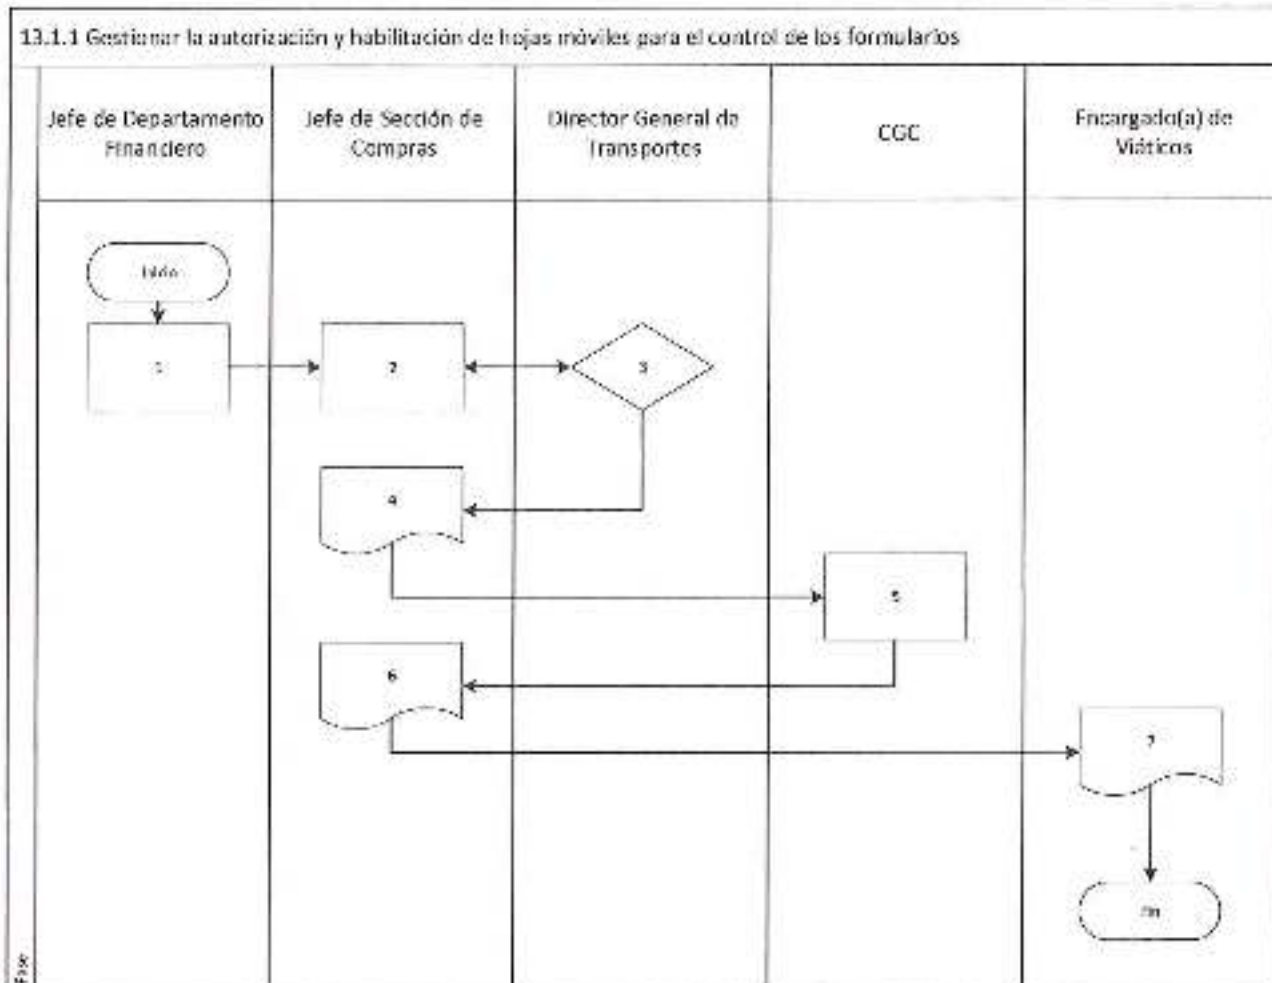 13.1.1 Gestionar la autorización y habilitación de hojas móviles para el control de los formularios
Jefe de Departamento
Financiero
Jefe de Sección de
Compras
Director General de
Transportes
CGC
Encargado(a) de
Viáticos
Inicio
1
2
3
4
5
6
7
Fin
Fase